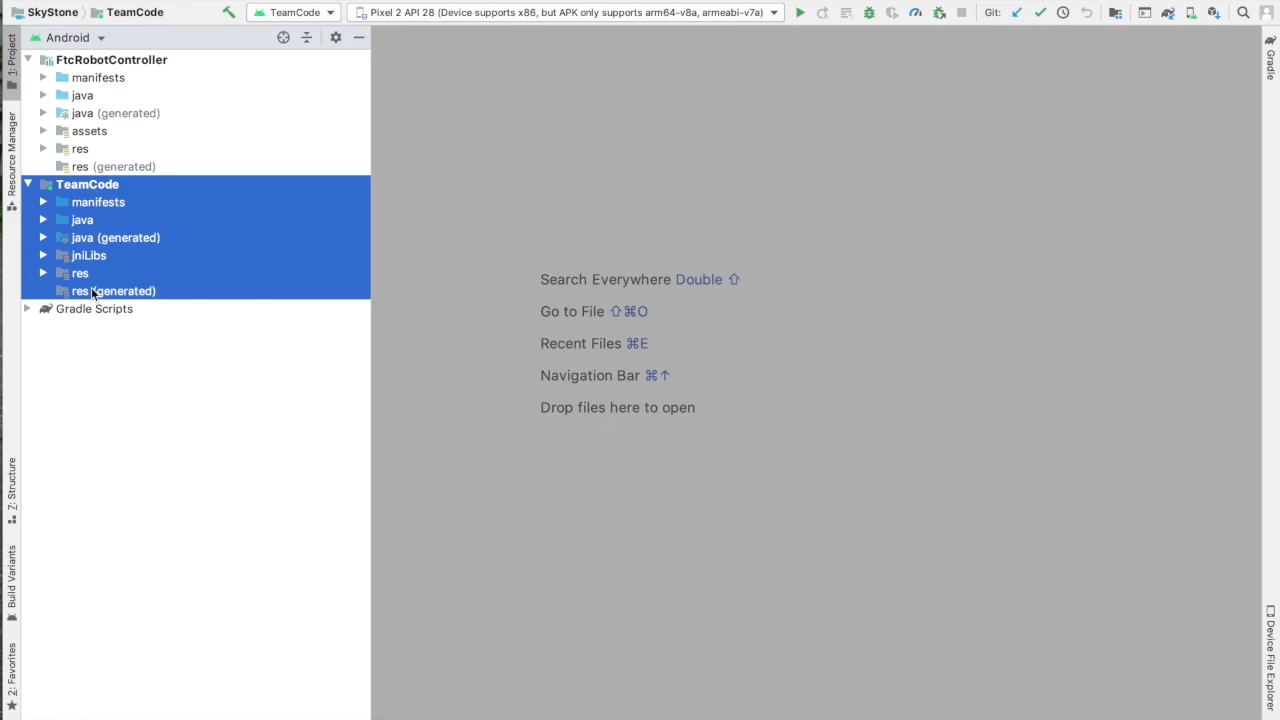 SkyStone TeamCode TeamCode Pixel 2 API 28 (Device supports x86, but APK only supports arm64-v8a, armeabi-v7a) Git:
Android
FtcRobotController
manifests
java
java (generated)
assets
res
res (generated)
TeamCode
manifests
java
java (generated)
jniLibs
res
res (generated)
Gradle Scripts
1: Project
Resource Manager
Z: Structure
Build Variants
2: Favorites
Search Everywhere Double ⇧
Go to File ⇧⌘O
Recent Files ⌘E
Navigation Bar ⌘↑
Drop files here to open
Gradle
Device File Explorer